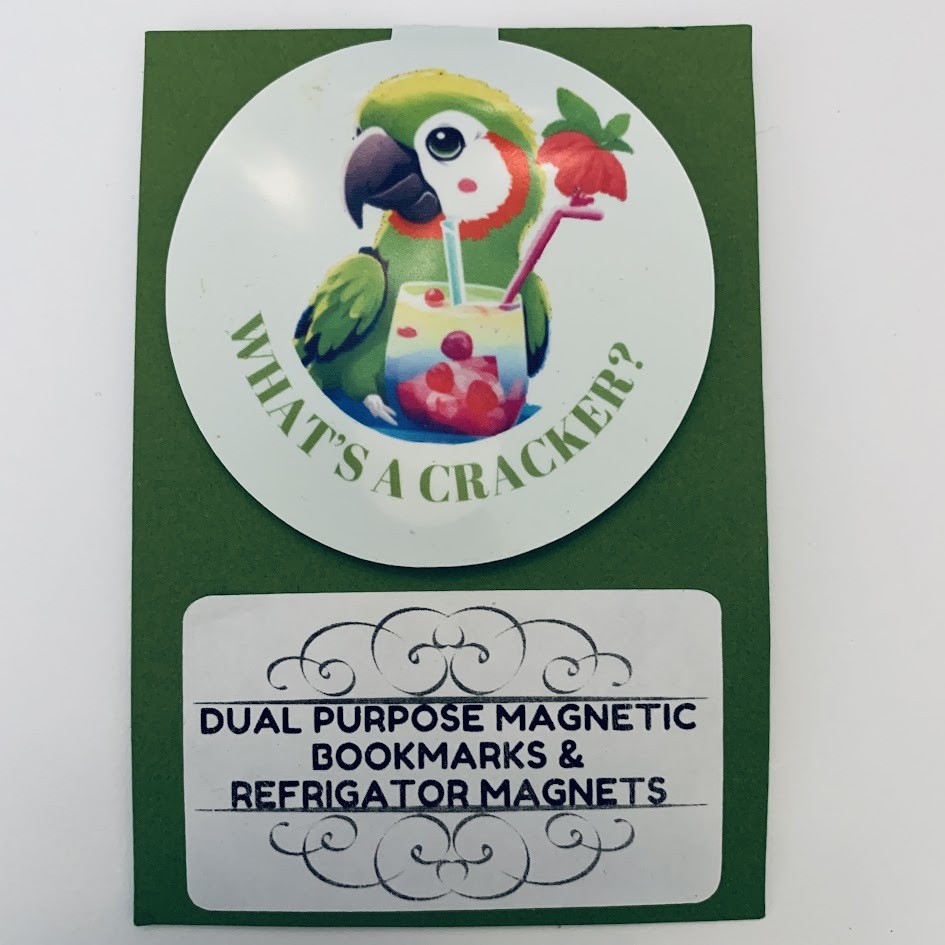 WHAT'S A CRACKER?
DUAL PURPOSE MAGNETIC
BOOKMARKS &
REFRIGATOR MAGNETS